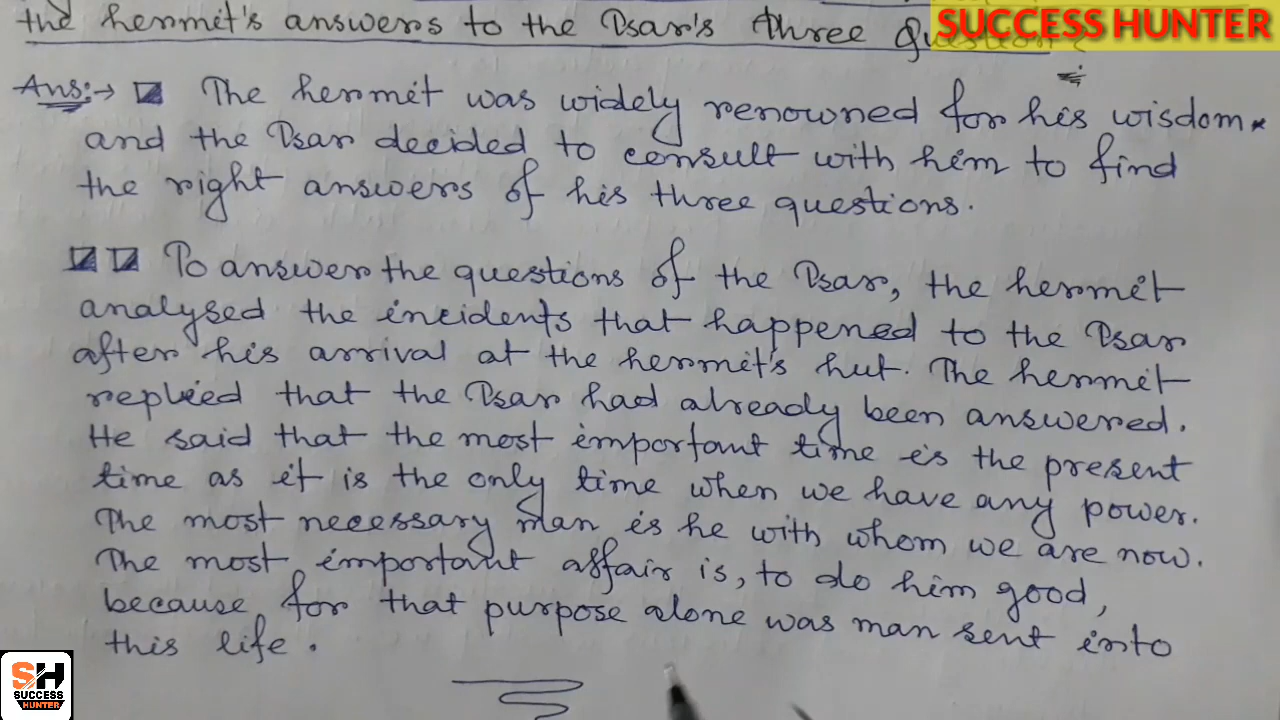 the hermit's answers to the Tsar's three Question?
SUCCESS HUNTER
Ans:→ The hermit was widely renowned for his wisdom
and the Tsar decided to consult with him to find
the right answers of his three questions.
To answer the questions of the Tsar, the hermit
analysed the incidents that happened to the Tsar
after his arrival at the hermit's hut. The hermit
replied that the Tsar had already been answered.
He said that the most important time is the present
time as it is the only time when we have any power.
The most necessary man is he with whom we are now.
The most important affair is, to do him good,
because for that purpose alone was man sent into
this life.
SH
SUCCESS
HUNTER